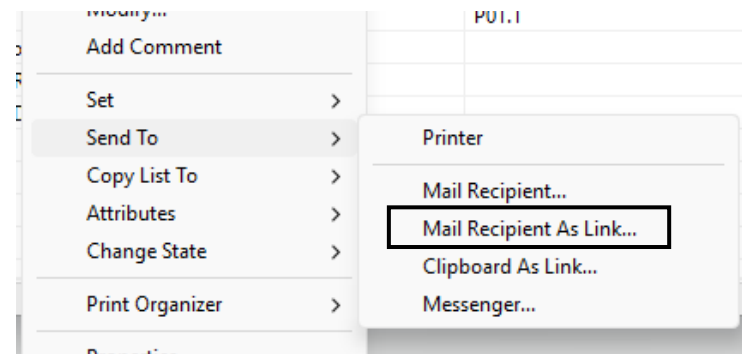 Modify...
P01.1
Add Comment
Set
Send To
Copy List To
Attributes
Change State
Print Organizer
Printer
Mail Recipient...
Mail Recipient As Link...
Clipboard As Link...
Messenger...